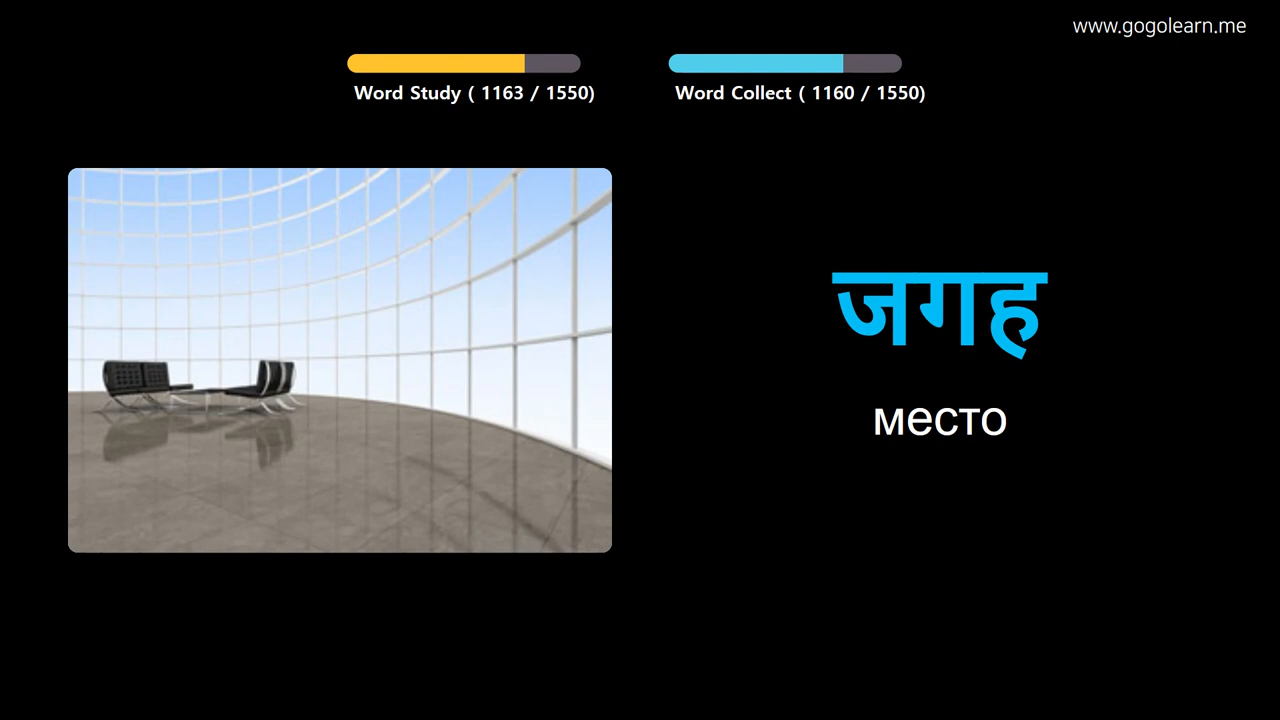 www.gogolearn.me
Word Study ( 1163 / 1550)
Word Collect ( 1160 / 1550)
जगह
место